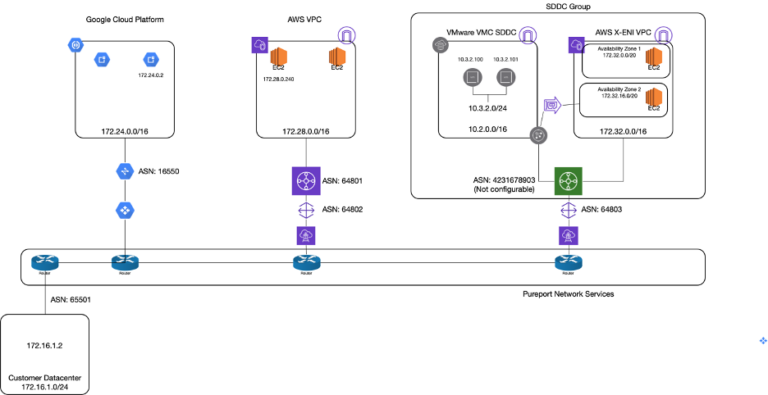 SDDC Group
Google Cloud Platform
AWS VPC
VMware VMC SDDC
AWS X-ENI VPC
172.24.0.2
EC2
EC2
172.28.0.240
10.3.2.100
10.3.2.101
10.3.2.0/24
10.2.0.0/16
Availability Zone 1
172.32.0.0/20
EC2
Availability Zone 2
172.32.16.0/20
EC2
172.24.0.0/16
172.28.0.0/16
172.32.0.0/16
ASN: 16550
ASN: 64801
ASN: 4231678903
(Not configurable)
ASN: 64802
ASN: 64803
Router
Router
Router
Router
Pureport Network Services
ASN: 65501
172.16.1.2
Customer Datacenter
172.16.1.0/24